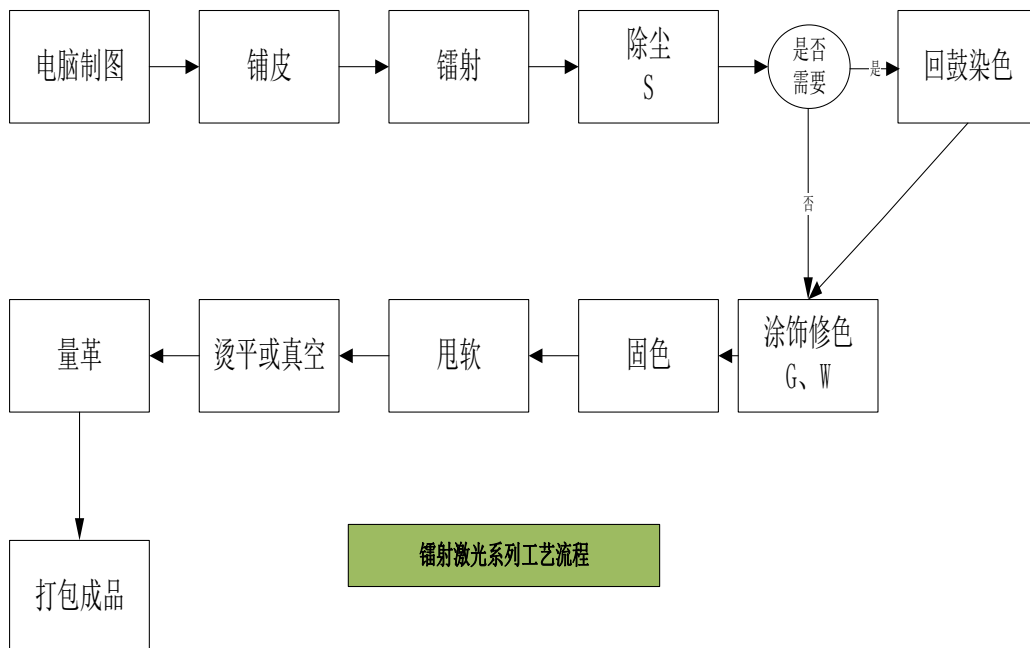 电脑制图
铺皮
镭射
除尘
S
是否
需要
是
回鼓染色
否
量革
烫平或真空
甩软
固色
涂饰修色
G、W
打包成品
镭射激光系列工艺流程